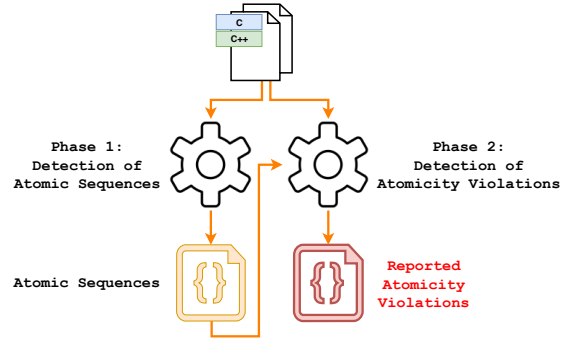 C
C++
Phase 1:
Detection of
Atomic Sequences
Phase 2:
Detection of
Atomicity Violations
Atomic Sequences
{}
{}
Reported
Atomicity
Violations